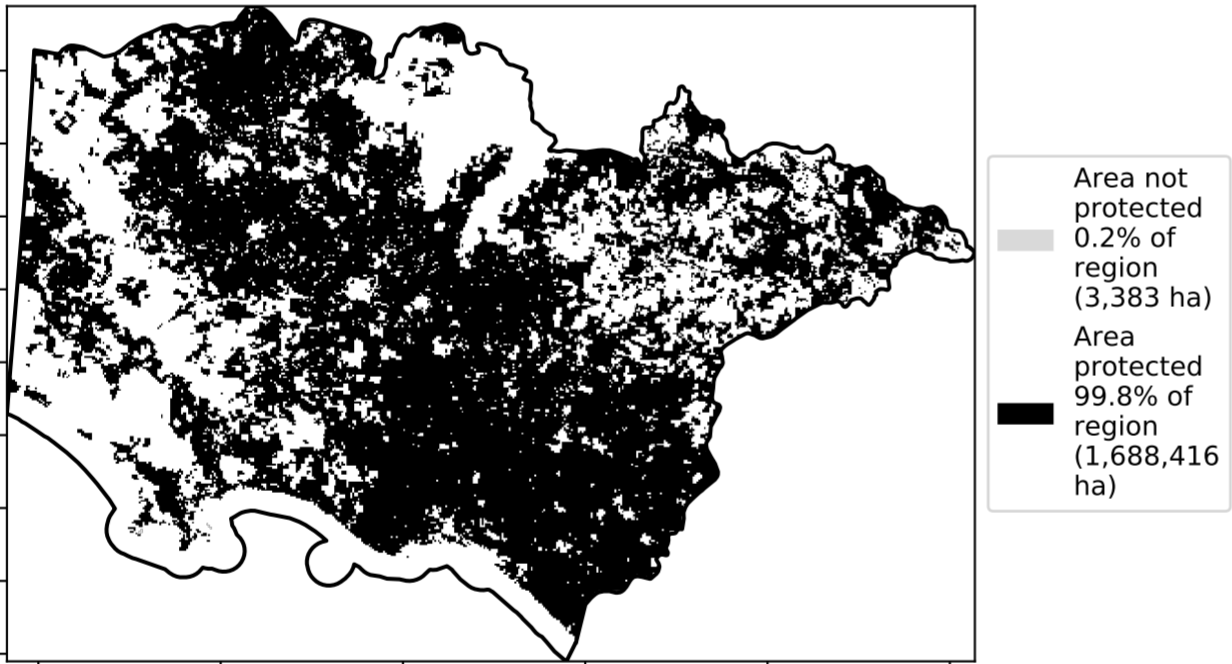 Area not
protected
0.2% of
region
(3,383 ha)
Area
protected
99.8% of
region
(1,688,416
ha)